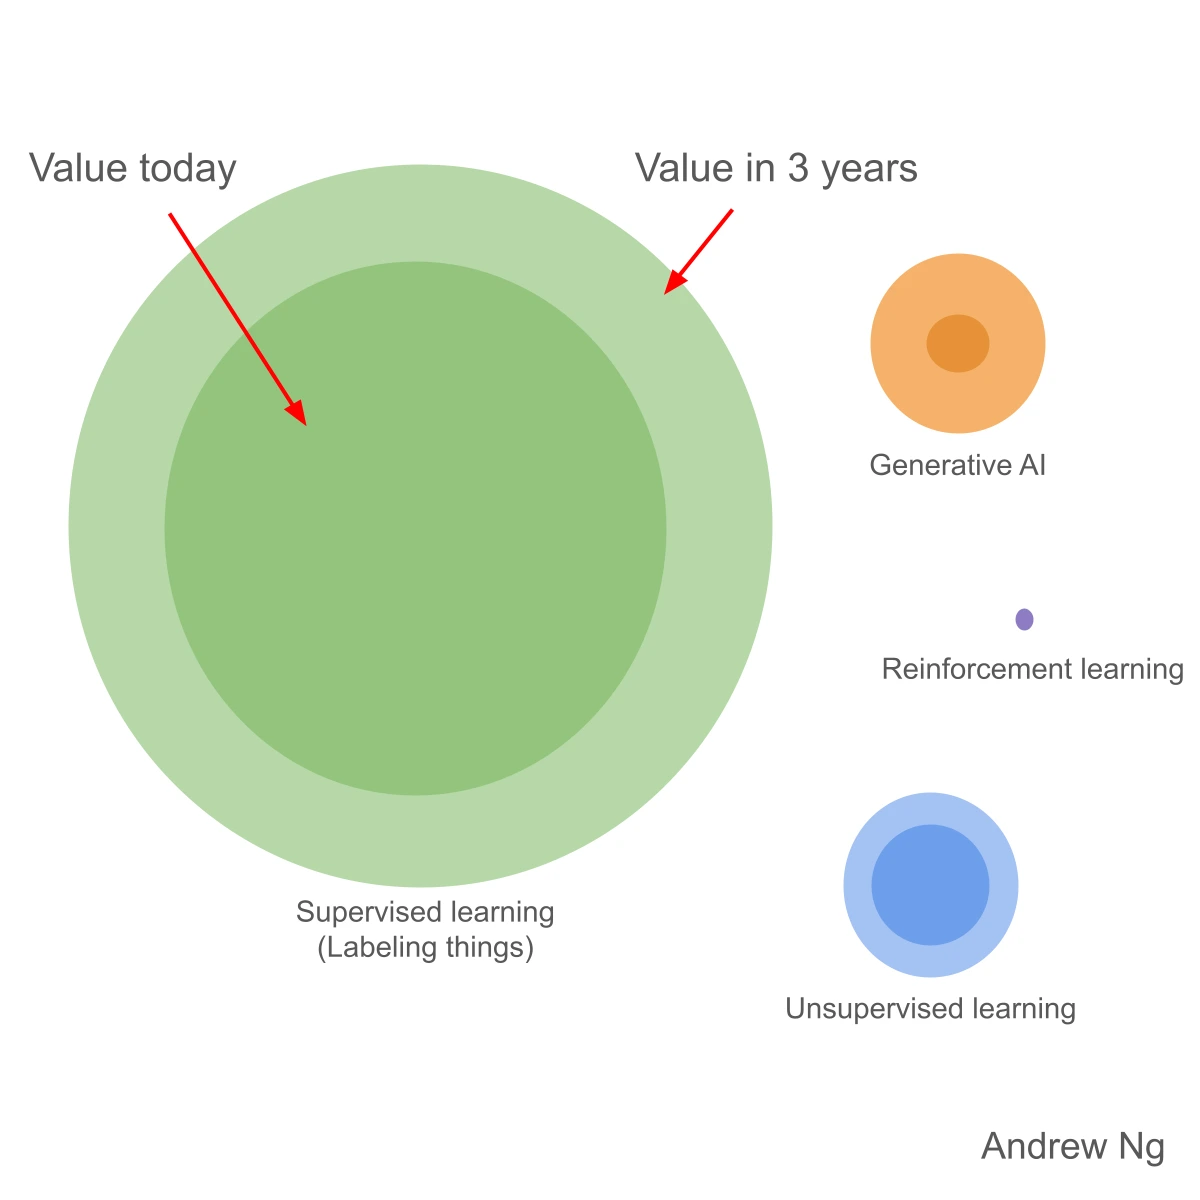 Value today
Value in 3 years
Generative AI
Reinforcement learning
Supervised learning
(Labeling things)
Unsupervised learning
Andrew Ng